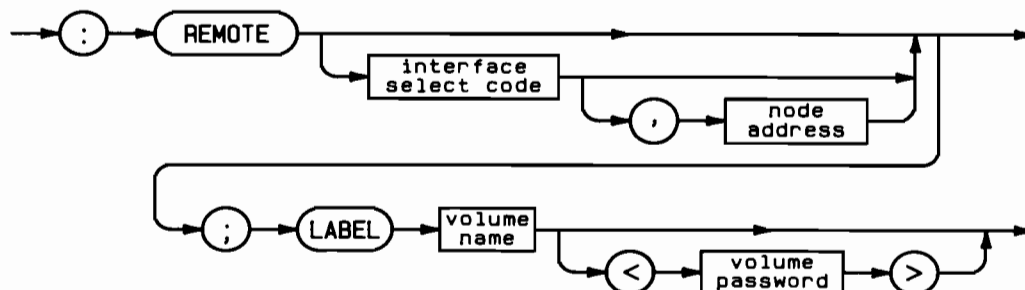 : REMOTE
interface
select code
,
node
address
; LABEL
volume
name
<
volume
password
>